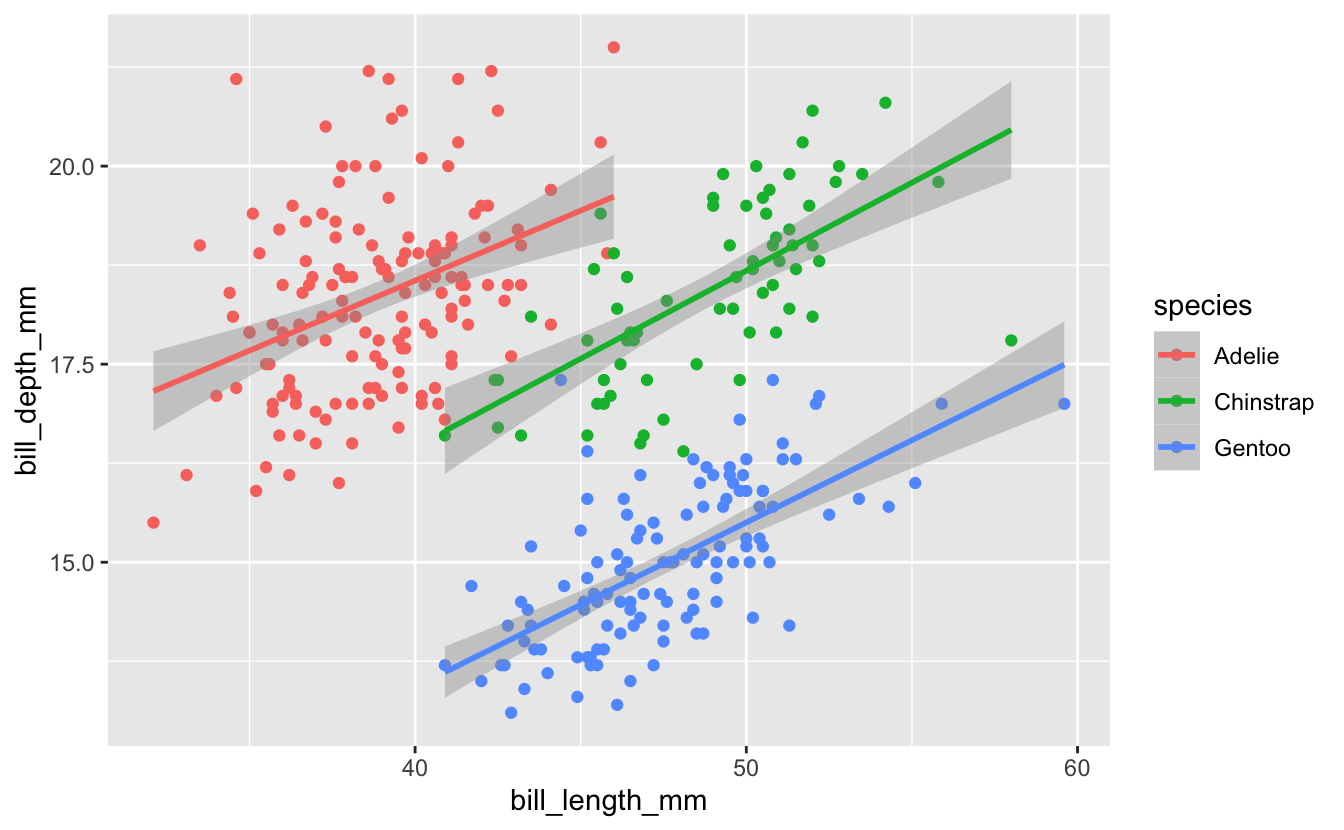 20.0
17.5
15.0
bill_depth_mm
40
50
60
bill_length_mm
species
Adelie
Chinstrap
Gentoo